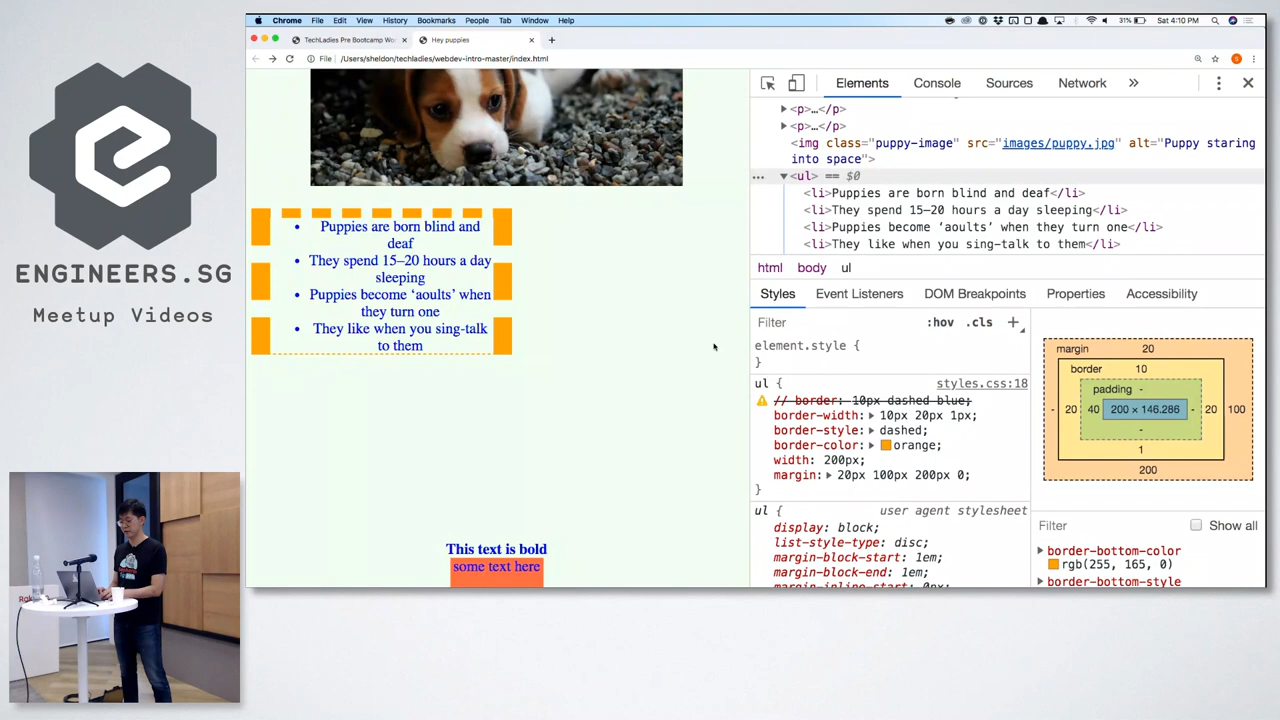 Chrome File Edit View History Bookmarks People Tab Window Help
31% Sat 4:10 PM
TechLadies Pre Bootcamp Wo
Hey puppies
File /Users/sheldon/techladies/webdev-intro-master/index.html
S
Elements Console Sources Network
<p>…</p>
<p>…</p>
<img class="puppy-image" src="images/puppy.jpg" alt="Puppy staring
into space">
<ul> == $0
<li>Puppies are born blind and deaf</li>
<li>They spend 15–20 hours a day sleeping</li>
<li>Puppies become ‘aoults’ when they turn one</li>
<li>They like when you sing-talk to them</li>
html body ul
Styles Event Listeners DOM Breakpoints Properties Accessibility
Filter :hov .cls +
element.style {
}
ul { styles.css:18
// border: 10px dashed blue;
border-width: 10px 20px 1px;
border-style: dashed;
border-color: orange;
width: 200px;
margin: 20px 100px 200px 0;
}
ul { user agent stylesheet
display: block;
list-style-type: disc;
margin-block-start: 1em;
margin-block-end: 1em;
margin-inline-start: 0px;
margin 20
border 10
padding -
- 20 40 200 × 146.286 - 20 100
-
1
200
Filter Show all
border-bottom-color
rgb(255, 165, 0)
border-bottom-style
• Puppies are born blind and
deaf
• They spend 15–20 hours a day
sleeping
• Puppies become ‘aoults’ when
they turn one
• They like when you sing-talk
to them
This text is bold
some text here
ENGINEERS.SG
Meetup Videos